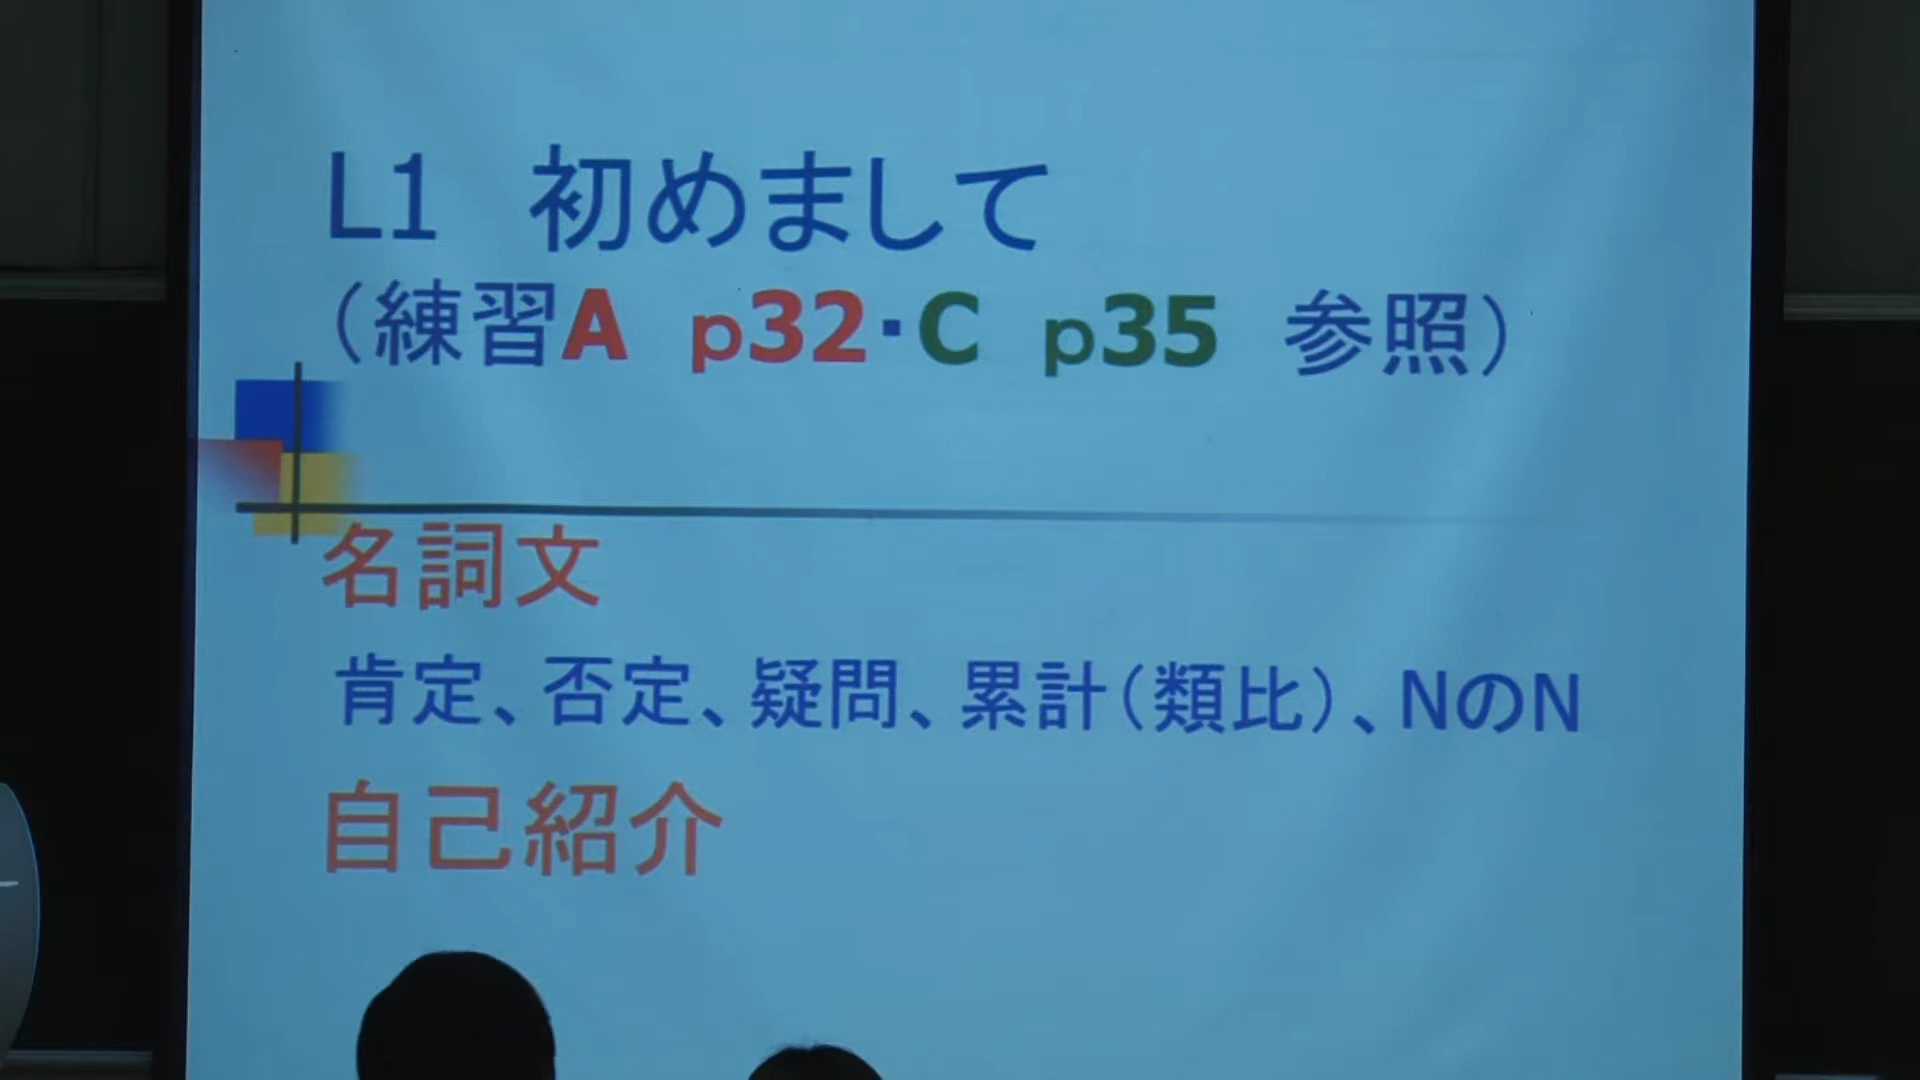 L1 初めまして
（練習A p32・C p35 参照）
名詞文
肯定、否定、疑問、累計（類比）、NのN
自己紹介